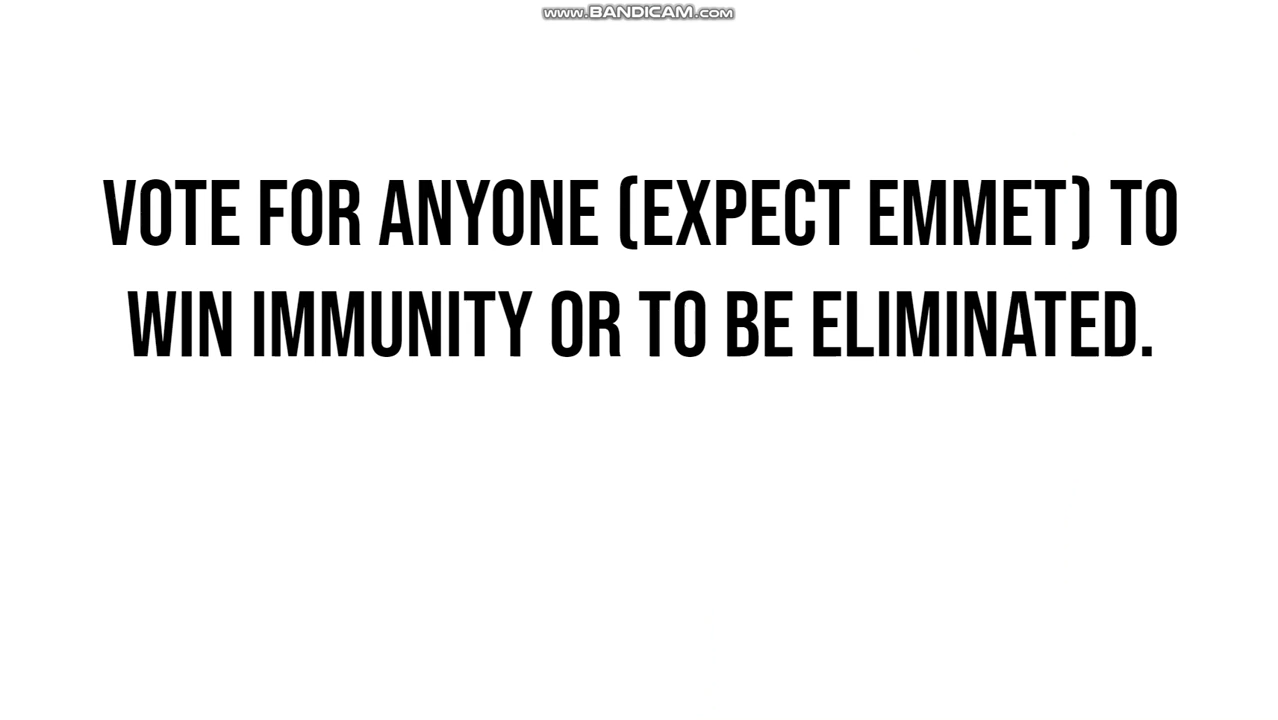 www.BANDICAM.com
VOTE FOR ANYONE (EXPECT EMMET) TO
WIN IMMUNITY OR TO BE ELIMINATED.